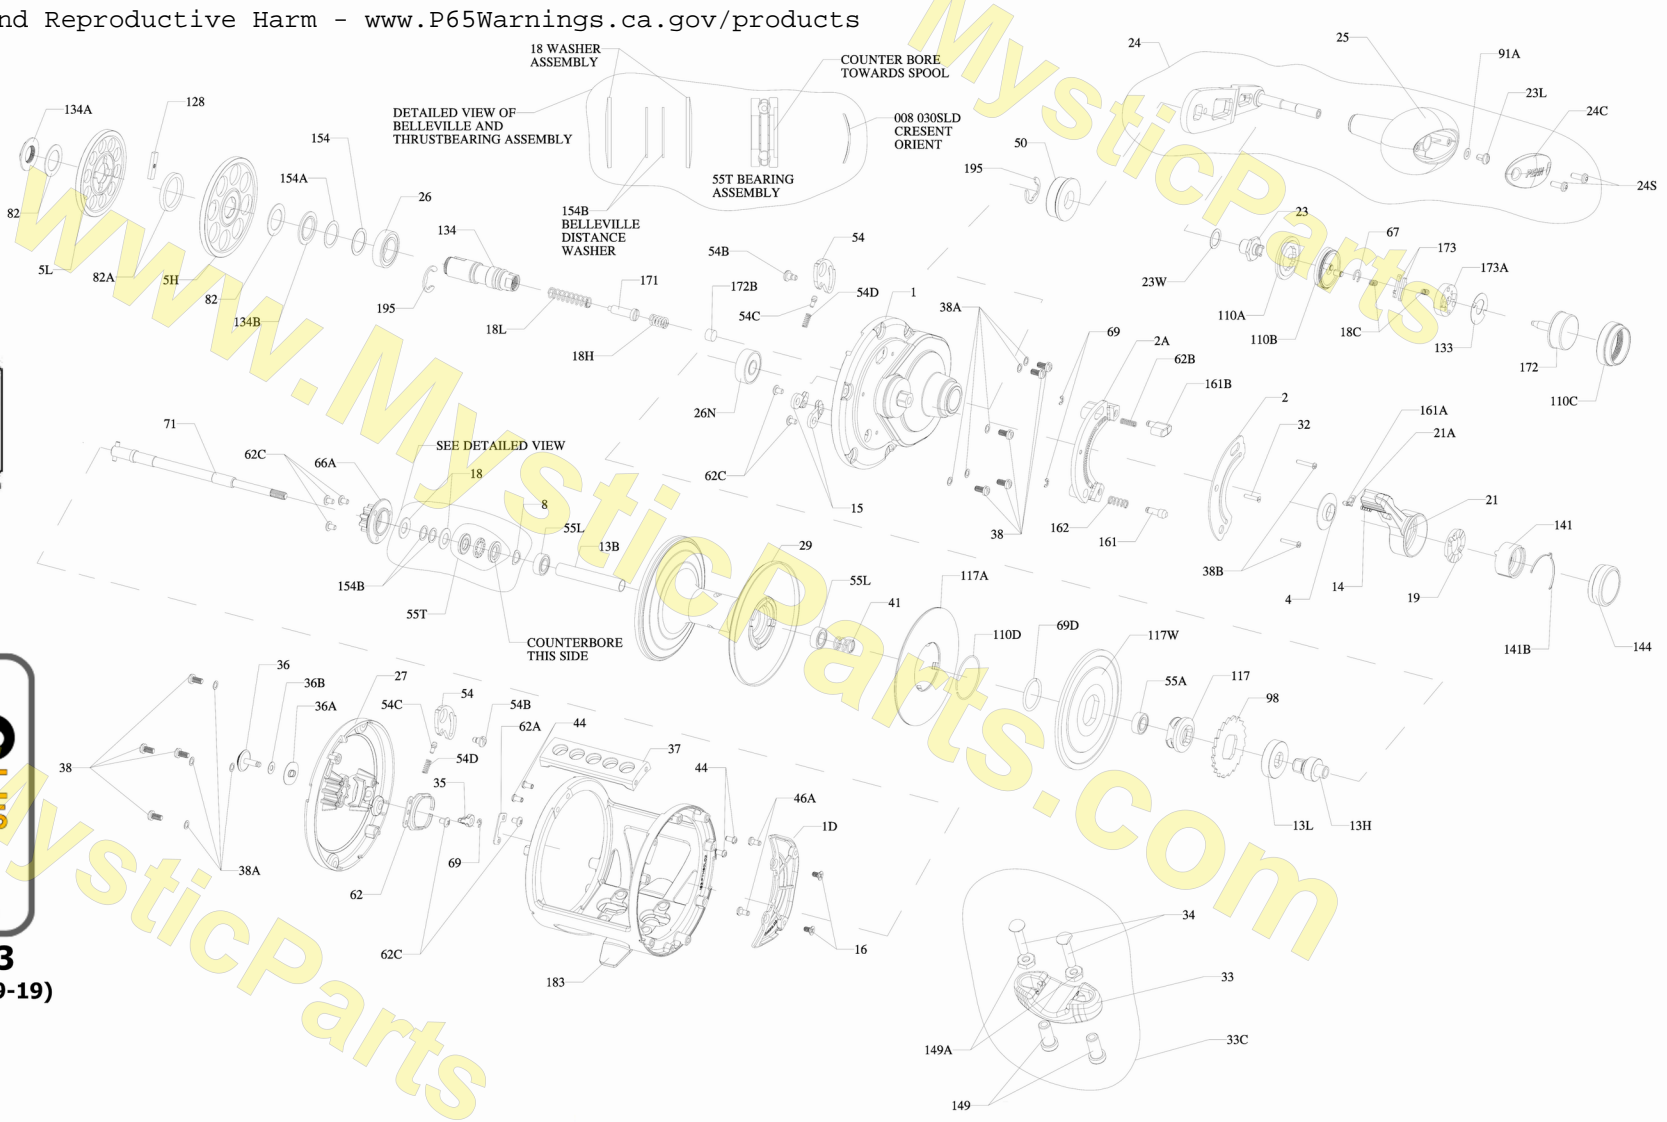 nd Reproductive Harm - www.P65Warnings.ca.gov/products
18 WASHER
ASSEMBLY
COUNTER BORE
TOWARDS SPOOL
DETAILED VIEW OF
BELLEVILLE AND
THRUSTBEARING ASSEMBLY
008 030SLD
CRESENT
ORIENT
55T BEARING
ASSEMBLY
154B
BELLEVILLE
DISTANCE
WASHER
24
25
91A
23L
24C
24S
134A
128
154
154A
26
134
82
5L
82A
5H
82
134B
195
18L
171
18H
172B
26N
54B
54
54D
54C
1
50
195
38A
69
2A
62B
161B
2
32
161A
21A
21
141
23
67
173
173A
23W
110A
110B
18C
133
172
110C
71
62C
66A
SEE DETAILED VIEW
18
8
55L
13B
154B
55T
COUNTERBORE
THIS SIDE
62C
15
38
162
161
38B
4
14
19
141B
144
29
55L
41
117A
110D
69D
117W
55A
117
98
13L
13H
36
36B
36A
27
54C
54
54B
54D
62A
44
37
44
46A
1D
38
38A
35
69
62
62C
183
16
34
33
33C
149A
149
3
9-19)
www.MysticParts.com
MysticParts
MysticParts